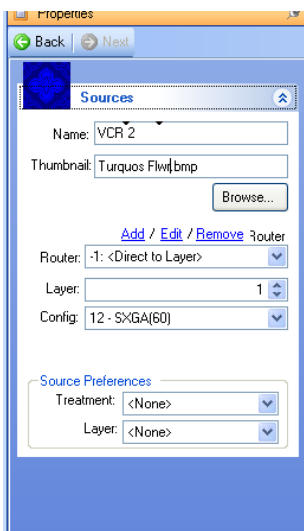 Properties
Back Next
Sources
Name: VCR 2
Thumbnail: Turquos Flwr.bmp
Browse...
Add / Edit / Remove Router
Router: -1: <Direct to Layer>
Layer: 1
Config: 12 - SXGA(60)
Source Preferences
Treatment: <None>
Layer: <None>